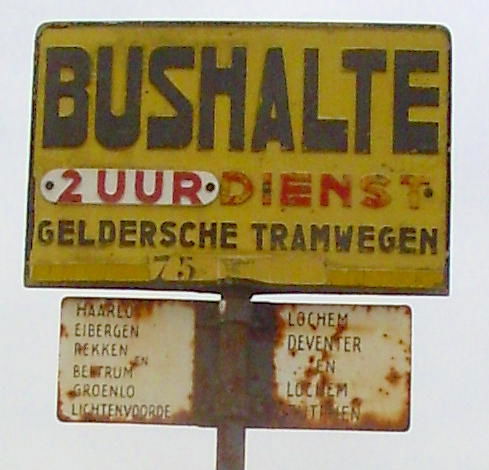 BUSHALTE
2 UUR DIENST
GELDERSCHE TRAMWEGEN
75
HAARLO
EIBERGEN
REKKEN
EN
BELTRUM
GROENLO
LICHTENVOORDE
LOCHEM
DEVENTER
EN
LOCHEM